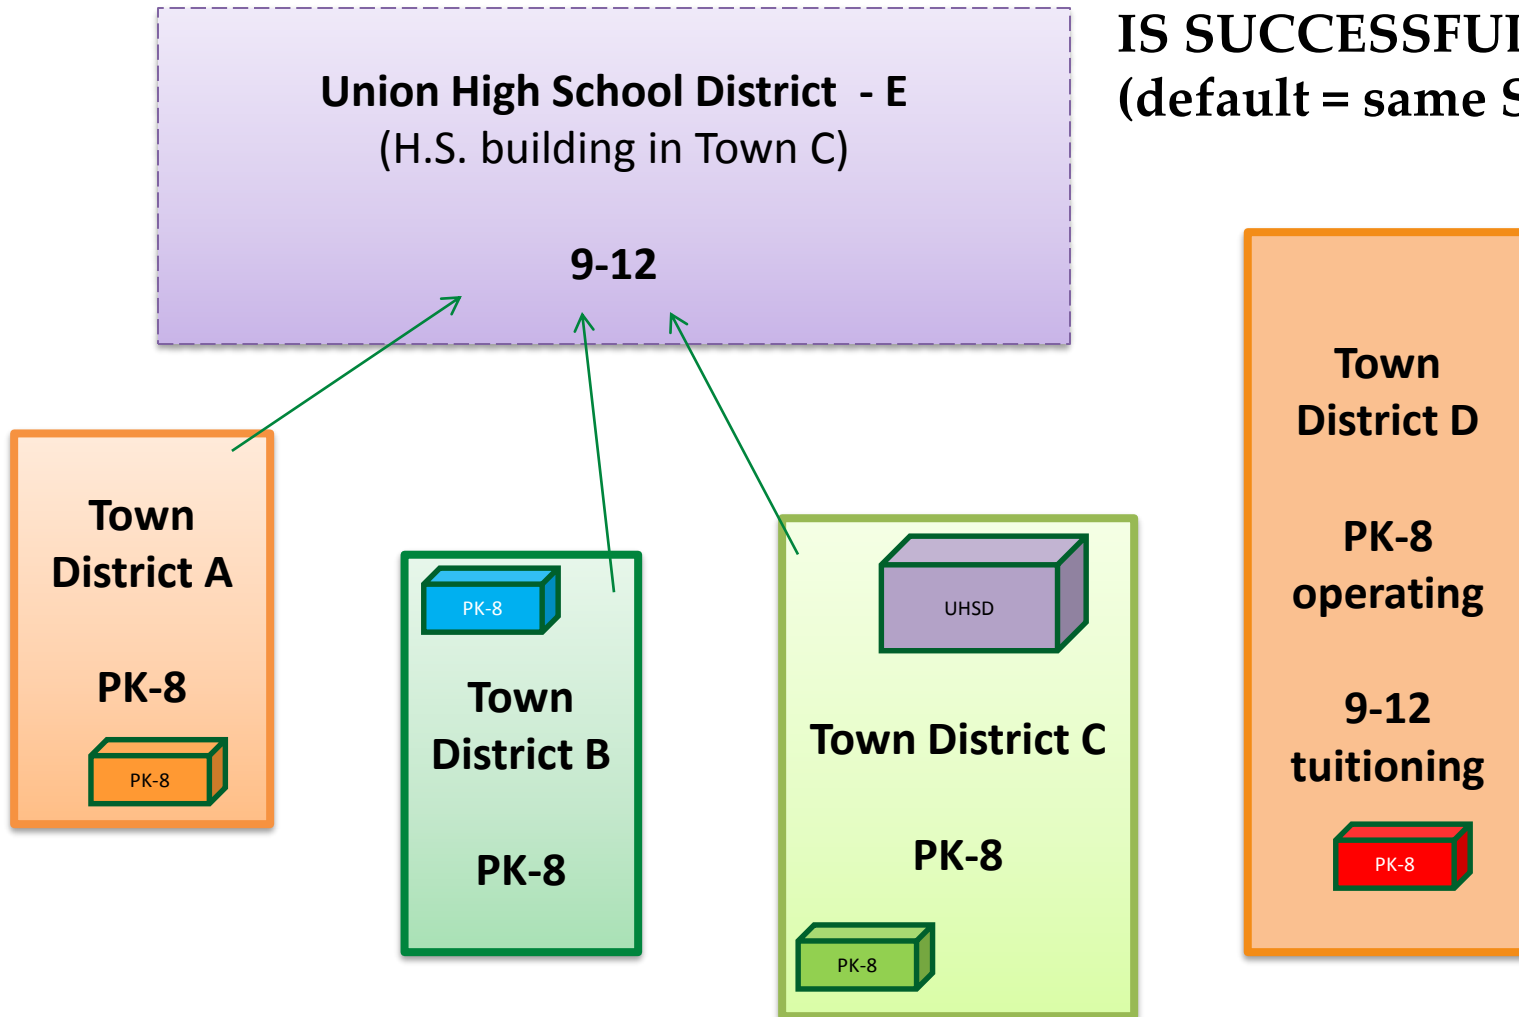 IS SUCCESSFUL
(default = same S
Union High School District - E
(H.S. building in Town C)
9-12
Town
District A
PK-8
PK-8
PK-8
Town
District B
PK-8
UHSD
Town District C
PK-8
PK-8
Town
District D
PK-8
operating
9-12
tuitioning
PK-8